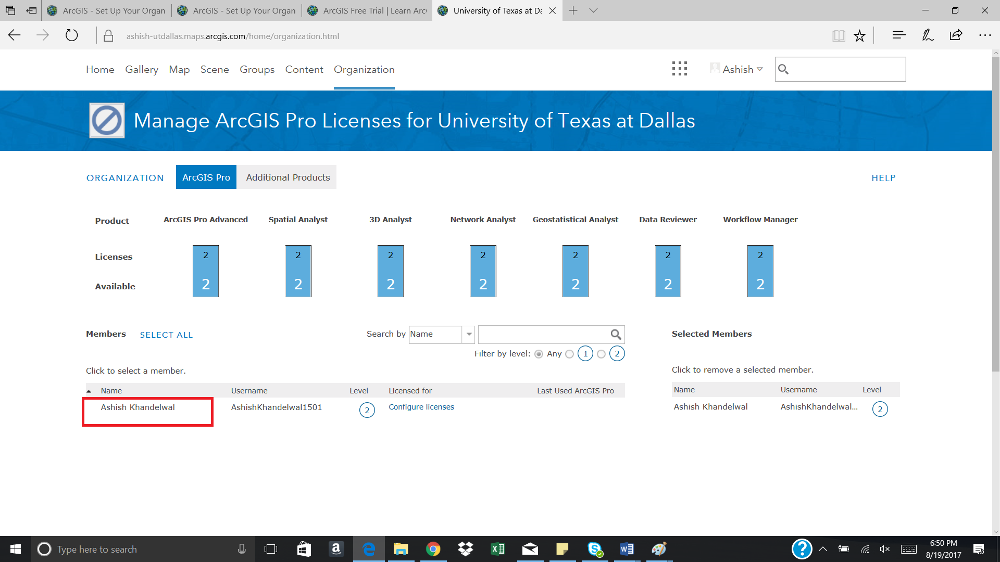 ArcGIS - Set Up Your Organ ArcGIS - Set Up Your Organ ArcGIS Free Trial | Learn Arc University of Texas at Da
ashish-utdallas.maps.arcgis.com/home/organization.html
Home Gallery Map Scene Groups Content Organization Ashish
Manage ArcGIS Pro Licenses for University of Texas at Dallas
ORGANIZATION ArcGIS Pro Additional Products HELP
Product ArcGIS Pro Advanced Spatial Analyst 3D Analyst Network Analyst Geostatistical Analyst Data Reviewer Workflow Manager
Licenses 2 2 2 2 2 2 2
Available 2 2 2 2 2 2 2
Members SELECT ALL Search by Name Selected Members
Filter by level: Any 1 2
Click to select a member. Click to remove a selected member.
Name Username Level Licensed for Last Used ArcGIS Pro Name Username Level
Ashish Khandelwal AshishKhandelwal1501 2 Configure licenses Ashish Khandelwal AshishKhandelwal... 2
Type here to search 6:50 PM
8/19/2017